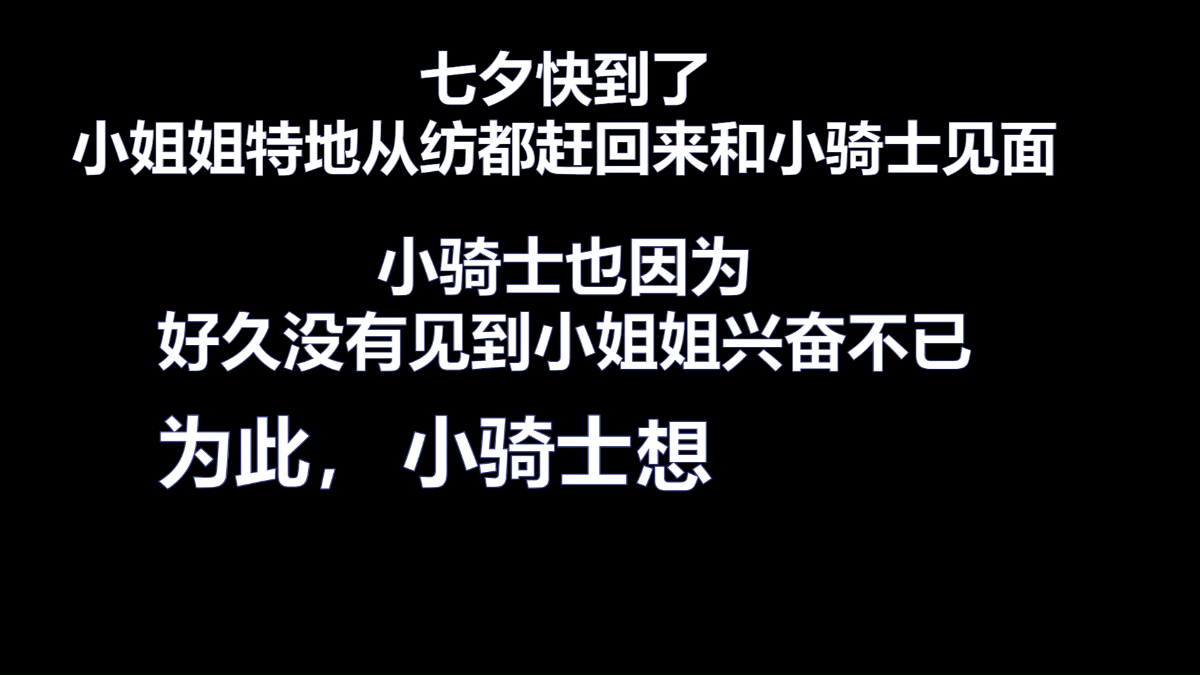 七夕快到了
小姐姐特地从纺都赶回来和小骑士见面
小骑士也因为
好久没有见到小姐姐兴奋不已
为此，小骑士想